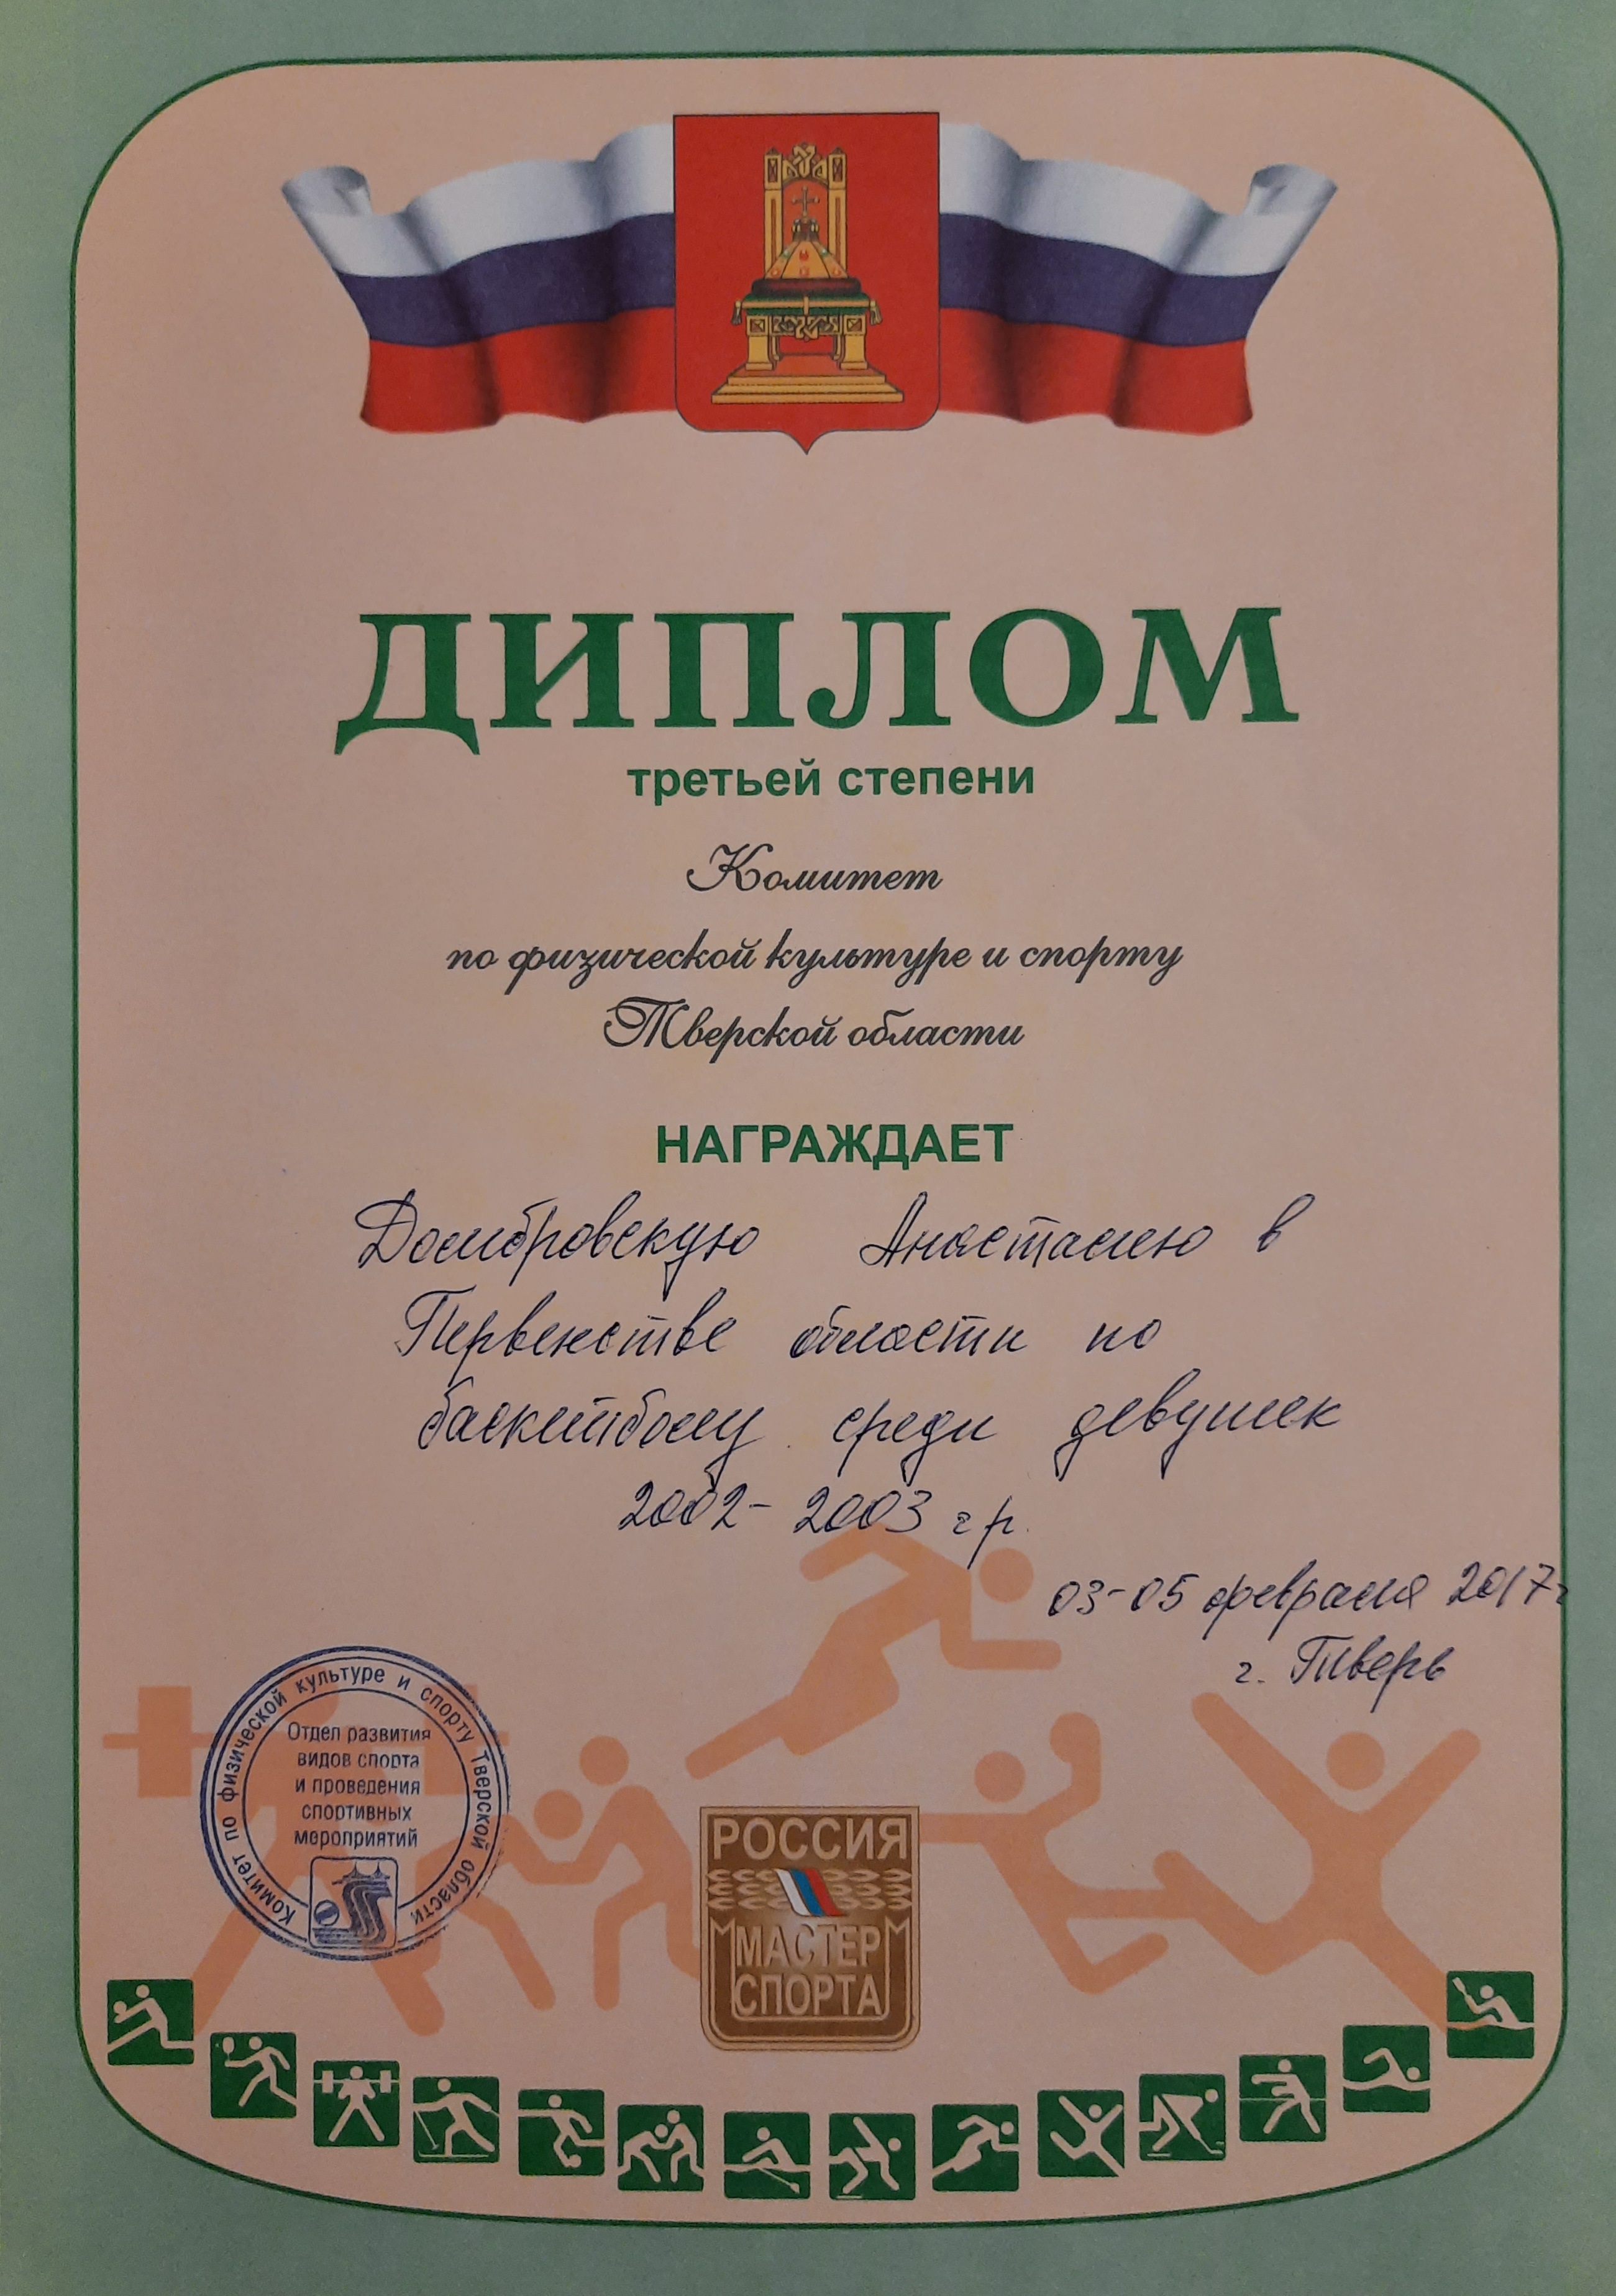 ДИПЛОМ
третьей степени
Комитет
по физической культуре и спорту
Тверской области
НАГРАЖДАЕТ
Домбровскую Анастасию в
Первенстве области по
баскетболу среди девушек
2002-2003 г р.
03-05 февраля 2017г
г. Тверь
Комитет по физической культуре и спорту Тверской области
Отдел развития
видов спорта
и проведения
спортивных
мероприятий
РОССИЯ
МАСТЕР
СПОРТА